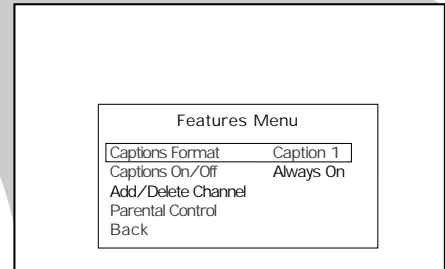 Features Menu
Captions Format Caption 1
Captions On/Off Always On
Add/Delete Channel
Parental Control
Back